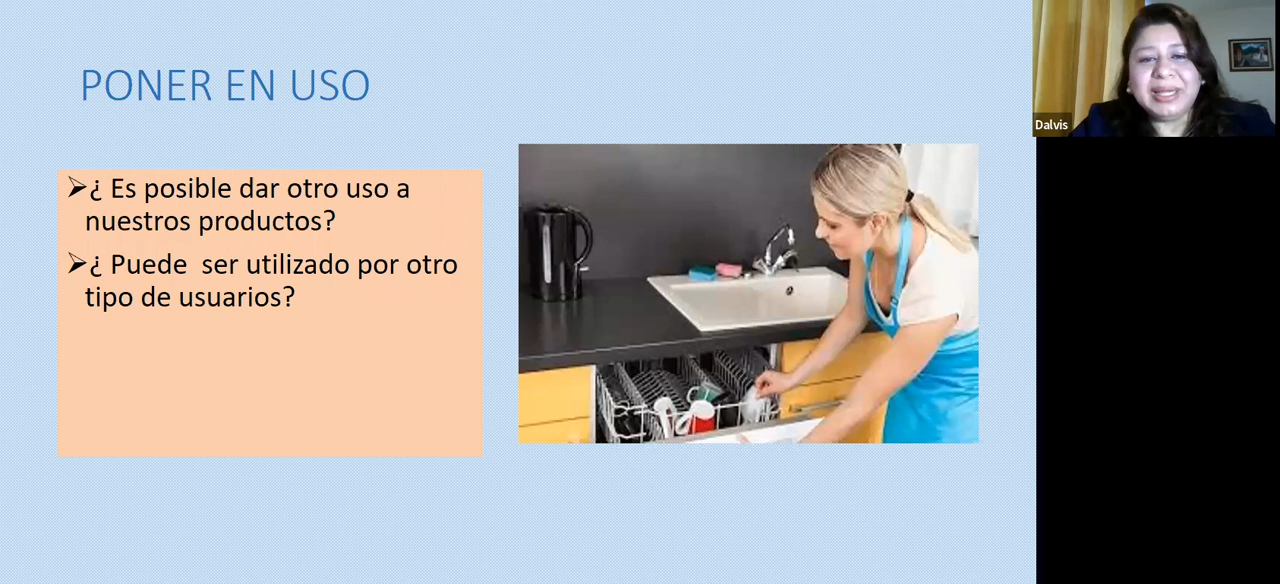 PONER EN USO
➢¿ Es posible dar otro uso a
nuestros productos?
➢¿ Puede  ser utilizado por otro
tipo de usuarios?
Dalvis